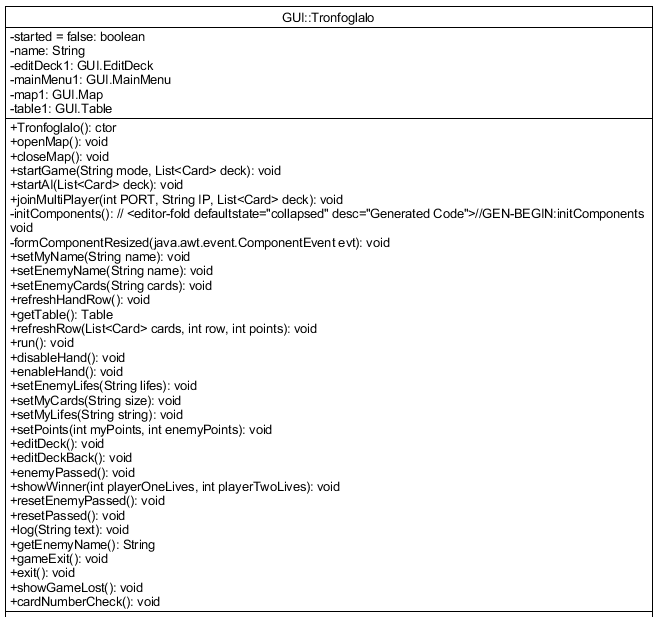 GUI::Tronfoglalo
-started = false: boolean
-name: String
-editDeck1: GUI.EditDeck
-mainMenu1: GUI.MainMenu
-map1: GUI.Map
-table1: GUI.Table
+Tronfoglalo(): ctor
+openMap(): void
+closeMap(): void
+startGame(String mode, List<Card> deck): void
+startAI(List<Card> deck): void
+joinMultiPlayer(int PORT, String IP, List<Card> deck): void
-initComponents(): // <editor-fold defaultstate="collapsed" desc="Generated Code">//GEN-BEGIN:initComponents
void
-formComponentResized(java.awt.event.ComponentEvent evt): void
+setMyName(String name): void
+setEnemyName(String name): void
+setEnemyCards(String cards): void
+refreshHandRow(): void
+getTable(): Table
+refreshRow(List<Card> cards, int row, int points): void
+run(): void
+disableHand(): void
+enableHand(): void
+setEnemyLifes(String lifes): void
+setMyCards(String size): void
+setMyLifes(String string): void
+setPoints(int myPoints, int enemyPoints): void
+editDeck(): void
+editDeckBack(): void
+enemyPassed(): void
+showWinner(int playerOneLives, int playerTwoLives): void
+resetEnemyPassed(): void
+resetPassed(): void
+log(String text): void
+getEnemyName(): String
+gameExit(): void
+exit(): void
+showGameLost(): void
+cardNumberCheck(): void